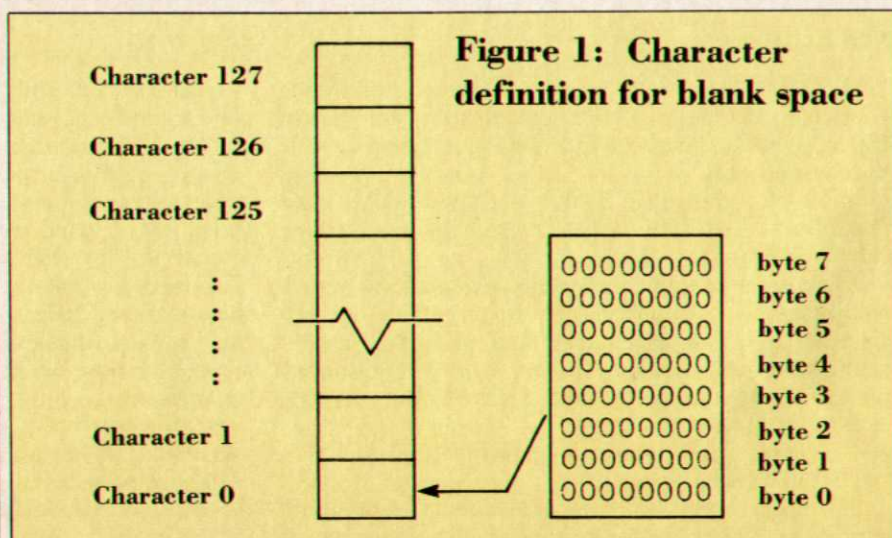 Figure 1: Character
definition for blank space
Character 127
Character 126
Character 125
:
:
:
:
Character 1
Character 0
00000000 byte 7
00000000 byte 6
00000000 byte 5
00000000 byte 4
00000000 byte 3
00000000 byte 2
00000000 byte 1
00000000 byte 0